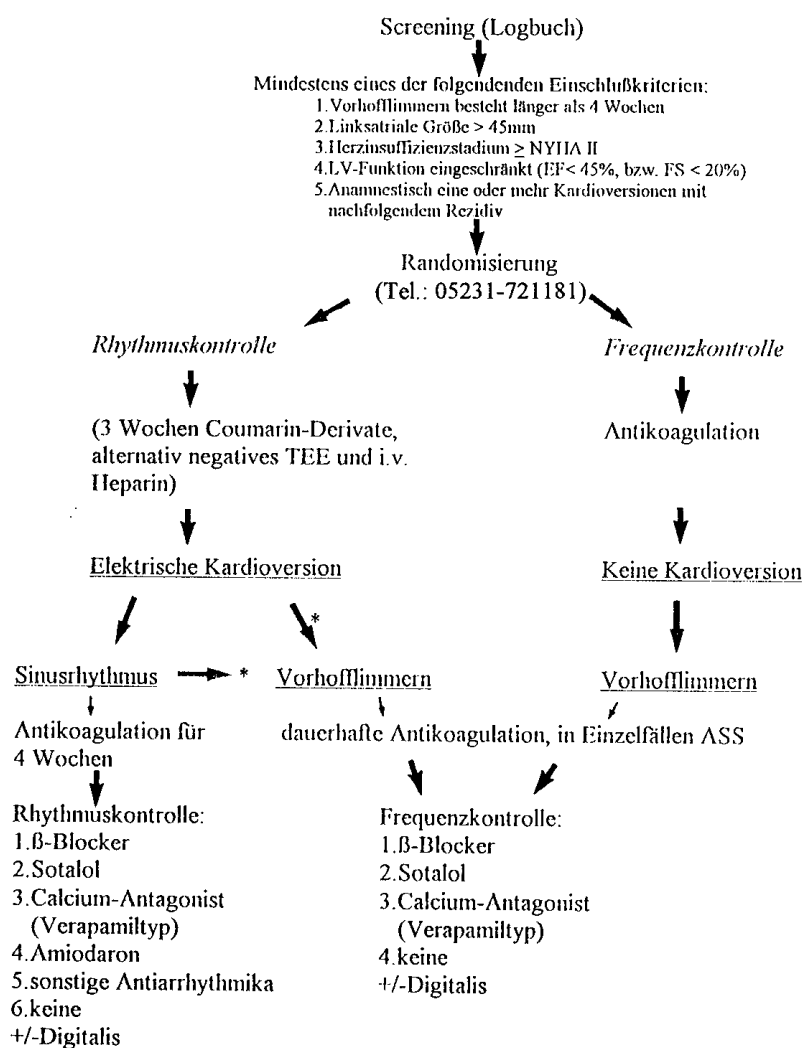 Screening (Logbuch)
Mindestens eines der folgendenden Einschlußkriterien:
1.Vorhofflimmern besteht länger als 4 Wochen
2.Linksatriale Größe > 45mm
3.Herzinsuffizienzstadium ≥ NYHA II
4.LV-Funktion eingeschränkt (EF< 45%, bzw. FS < 20%)
5.Anamnestisch eine oder mehr Kardioversionen mit
nachfolgendem Rezidiv
Randomisierung
(Tel.: 05231-721181)
Rhythmuskontrolle
Frequenzkontrolle
(3 Wochen Coumarin-Derivate,
alternativ negatives TEE und i.v.
Heparin)
Antikoagulation
Elektrische Kardioversion
Keine Kardioversion
*
Sinusrhythmus
*
Vorhofflimmern
Vorhofflimmern
Antikoagulation für
4 Wochen
dauerhafte Antikoagulation, in Einzelfällen ASS
Rhythmuskontrolle:
1.ß-Blocker
2.Sotalol
3.Calcium-Antagonist
(Verapamiltyp)
4.Amiodaron
5.sonstige Antiarrhythmika
6.keine
+/-Digitalis
Frequenzkontrolle:
1.ß-Blocker
2.Sotalol
3.Calcium-Antagonist
(Verapamiltyp)
4.keine
+/-Digitalis